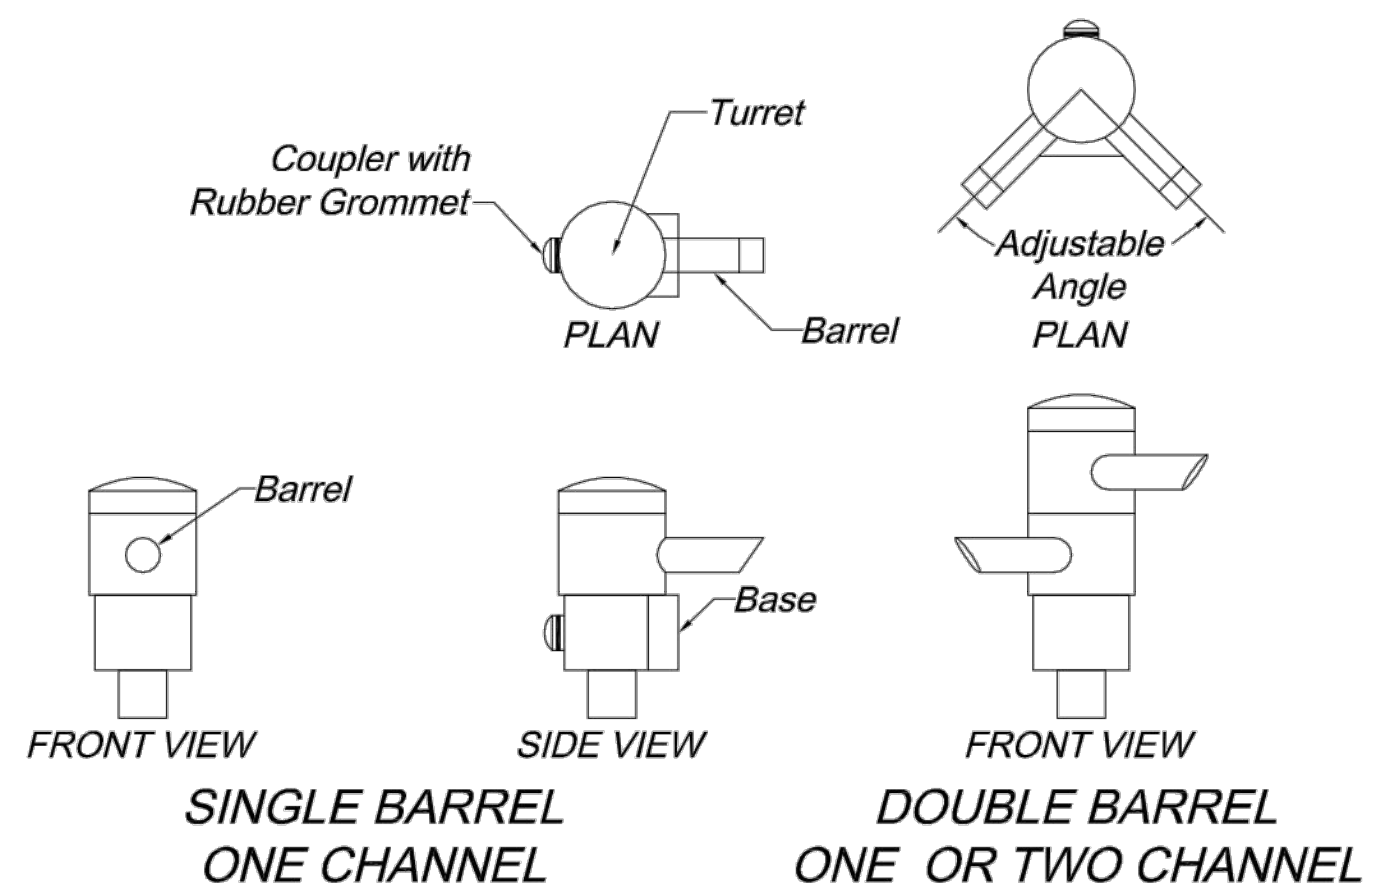 Turret
Coupler with
Rubber Grommet
Adjustable
Angle
PLAN
Barrel
PLAN
Barrel
Base
FRONT VIEW
SIDE VIEW
FRONT VIEW
SINGLE BARREL
ONE CHANNEL
DOUBLE BARREL
ONE OR TWO CHANNEL